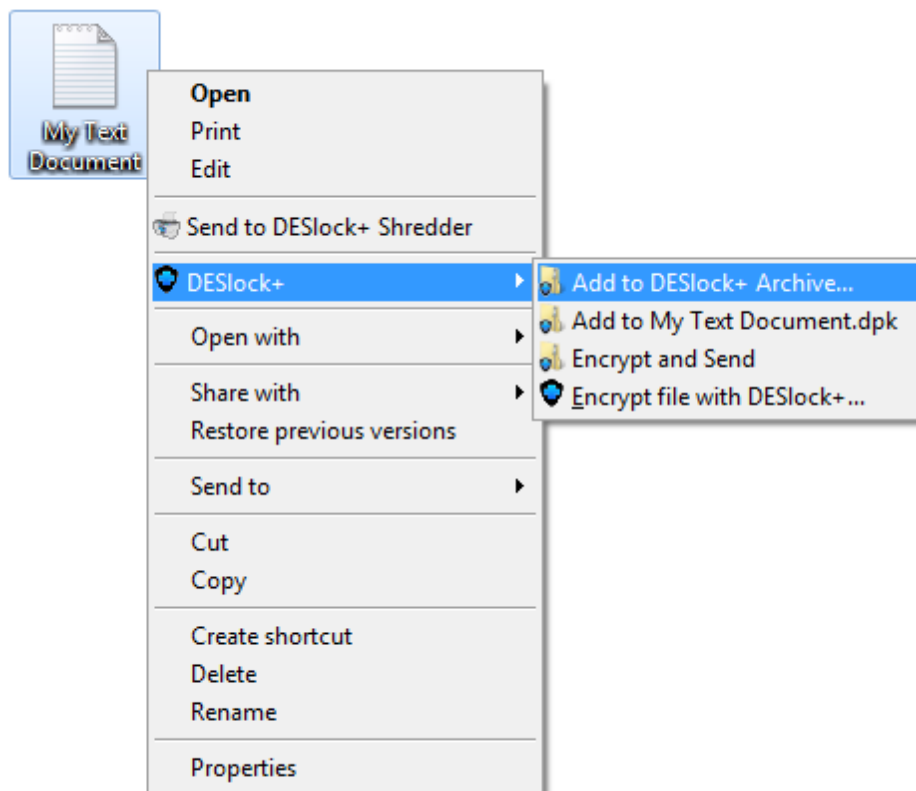 My Text
Document
Open
Print
Edit
Send to DESlock+ Shredder
DESlock+
Add to DESlock+ Archive...
Add to My Text Document.dpk
Encrypt and Send
Encrypt file with DESlock+...
Open with
Share with
Restore previous versions
Send to
Cut
Copy
Create shortcut
Delete
Rename
Properties